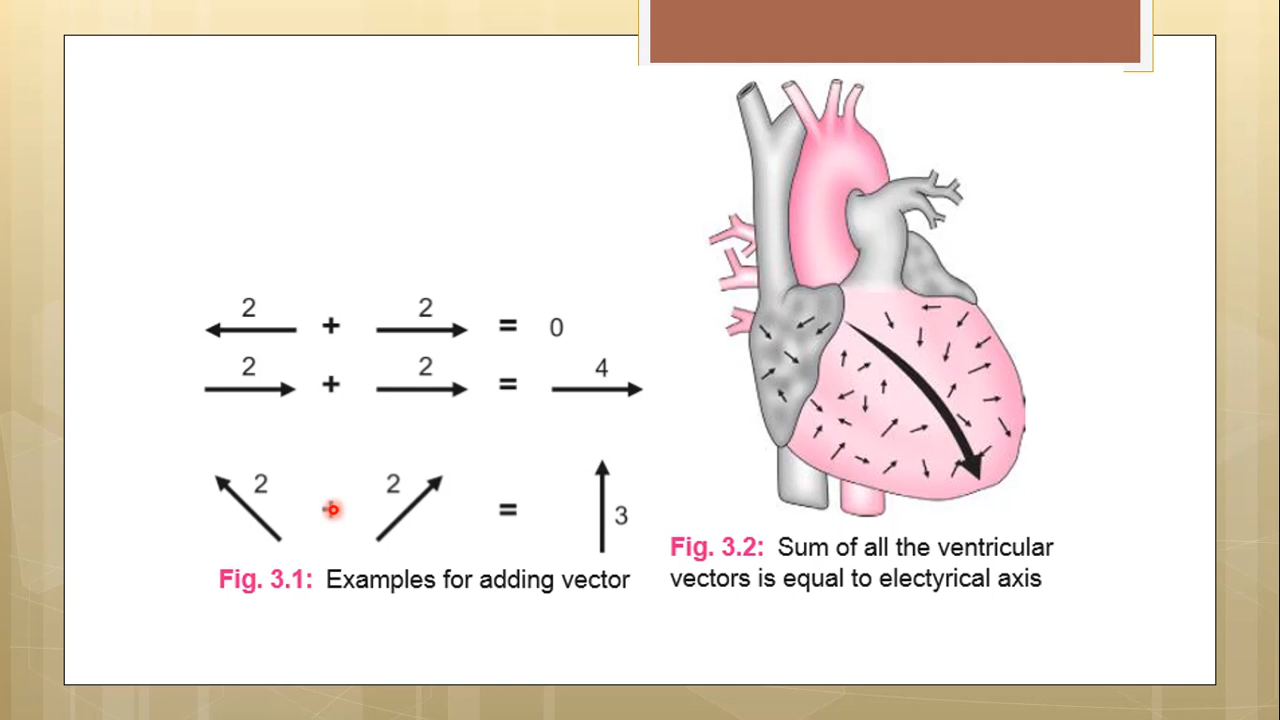 2 + 2 = 0
2 + 2 = 4
2 + 2 = 3
Fig. 3.1: Examples for adding vector
Fig. 3.2: Sum of all the ventricular
vectors is equal to electyrical axis